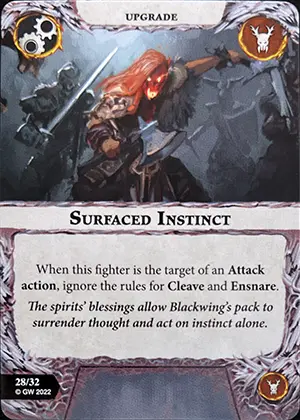 UPGRADE
SURFACED INSTINCT
When this fighter is the target of an Attack
action, ignore the rules for Cleave and Ensnare.
The spirits’ blessings allow Blackwing’s pack to
surrender thought and act on instinct alone.
28/32
© GW 2022